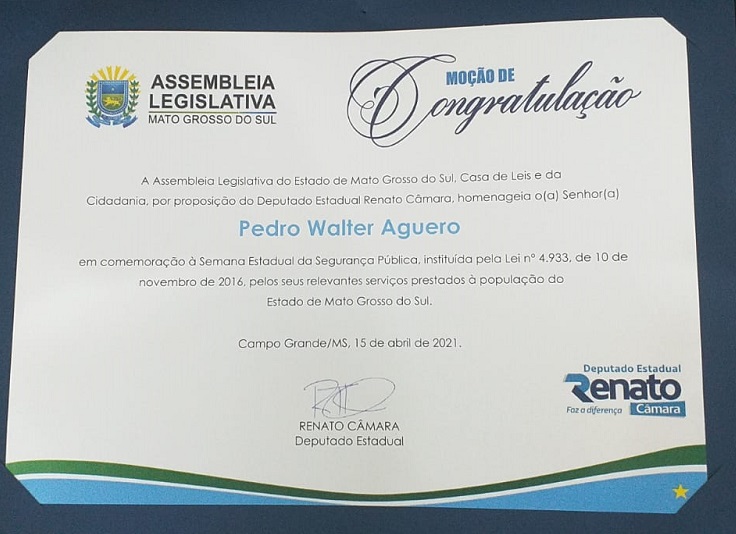 ASSEMBLEIA
LEGISLATIVA
MATO GROSSO DO SUL
MOÇÃO DE
Congratulação
A Assembleia Legislativa do Estado de Mato Grosso do Sul, Casa de Leis e da
Cidadania, por proposição do Deputado Estadual Renato Câmara, homenageia o(a) Senhor(a)
Pedro Walter Aguero
em comemoração à Semana Estadual da Segurança Pública, instituída pela Lei nº 4.933, de 10 de
novembro de 2016, pelos seus relevantes serviços prestados à população do
Estado de Mato Grosso do Sul.
Campo Grande/MS, 15 de abril de 2021.
RENATO CÂMARA
Deputado Estadual
Deputado Estadual
Renato
Faz a diferença Câmara